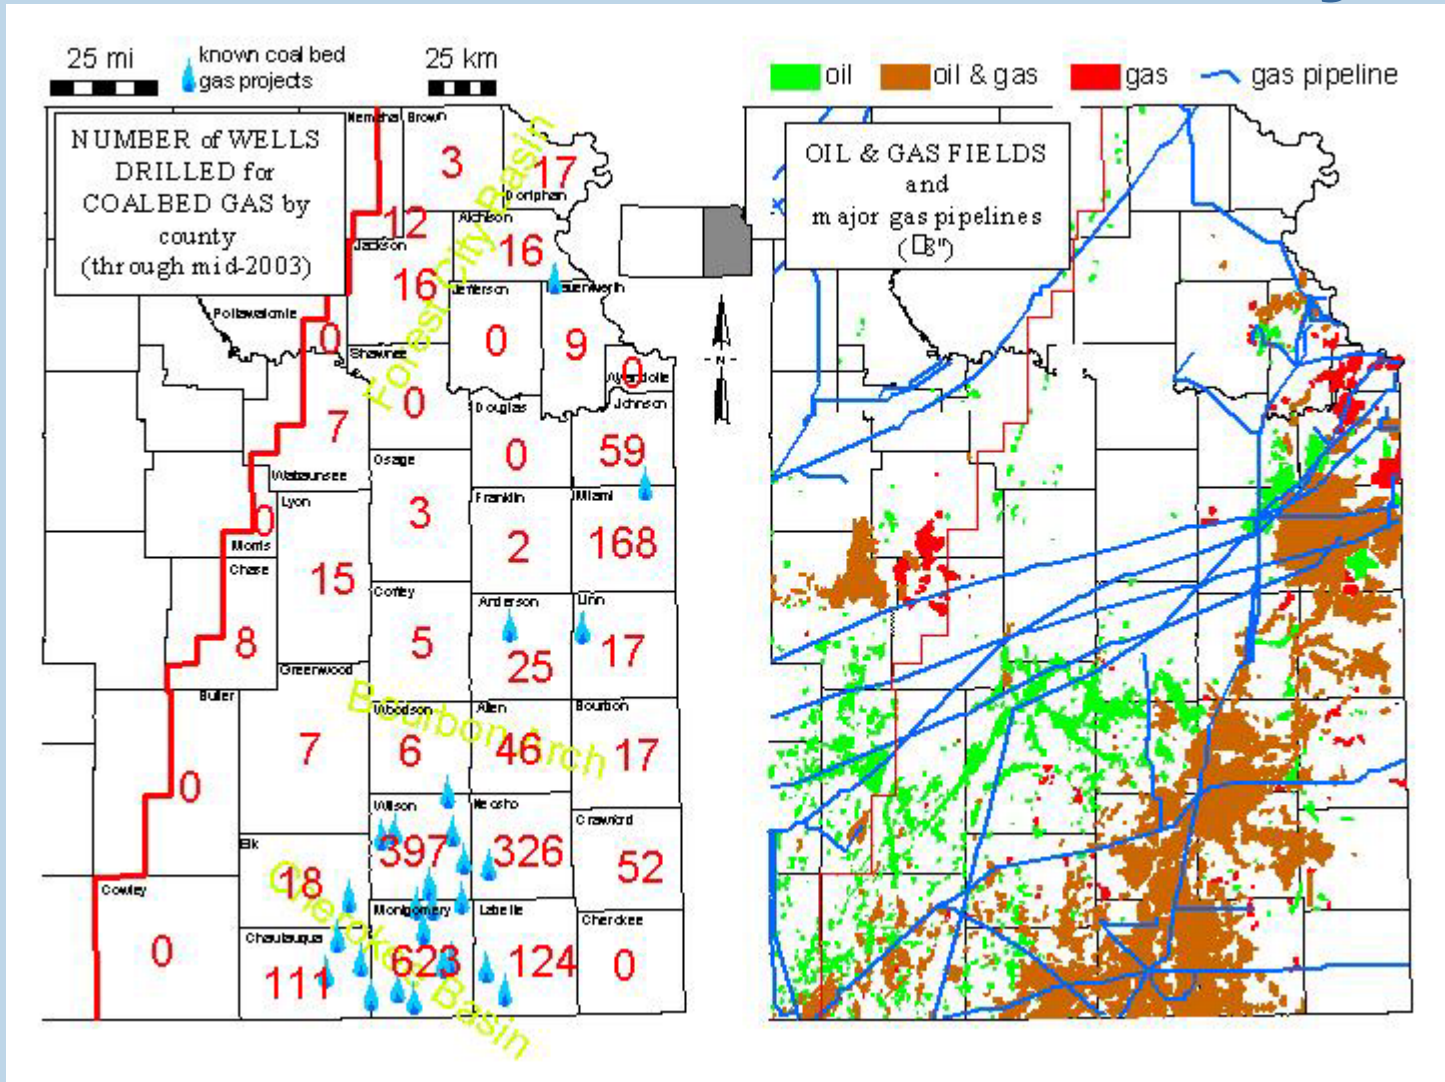 25 mi
known coal bed
gas projects
25 km
NUMBER of WELLS
DRILLED for
COALBED GAS by
county
(through mid-2003)
Nemaha
Brown
3
17
Doniphan
12
Atchison
16
Jackson
16
Jefferson
0
Leavenworth
9
Pottawatomie
0
Shawnee
0
Wyandotte
0
Douglas
0
Johnson
59
7
Wabaunsee
Osage
3
Lyon
15
Franklin
2
Miami
168
0
Morris
Chase
8
Coffey
5
Anderson
25
Linn
17
Greenwood
7
Butler
0
Woodson
6
Allen
46
Bourbon
17
Wilson
397
Neosho
326
Crawford
52
Elk
18
Cowley
0
Chautauqua
111
Montgomery
623
Labette
124
Cherokee
0
Forest City Basin
Bourbon Arch
Cherokee Basin
N
oil
oil & gas
gas
gas pipeline
OIL & GAS FIELDS
and
major gas pipelines
8")